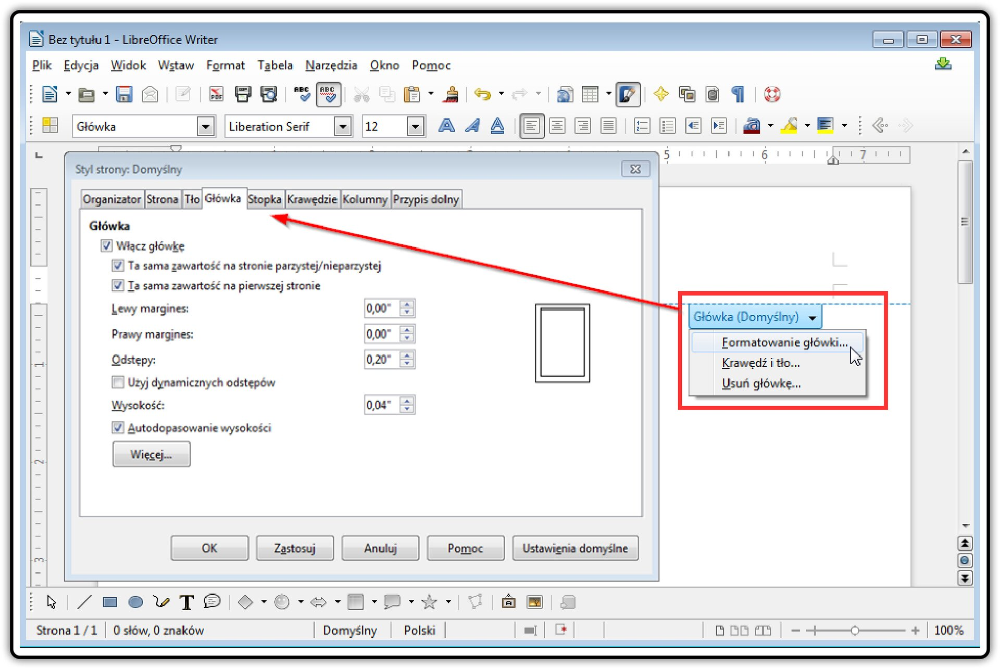 Bez tytułu 1 - LibreOffice Writer
Plik Edycja Widok Wstaw Format Tabela Narzędzia Okno Pomoc
PDF ABC ABC
Główka Liberation Serif 12
5 6 7
Styl strony: Domyślny
Organizator Strona Tło Główka Stopka Krawędzie Kolumny Przypis dolny
Główka
Włącz główkę
Ta sama zawartość na stronie parzystej/nieparzystej
Ta sama zawartość na pierwszej stronie
Lewy margines: 0,00"
Prawy margines: 0,00"
Odstępy: 0,20"
Użyj dynamicznych odstępów
Wysokość: 0,04"
Autodopasowanie wysokości
Więcej...
OK Zastosuj Anuluj Pomoc Ustawienia domyślne
Główka (Domyślny)
Formatowanie główki...
Krawędź i tło...
Usuń główkę...
1
2
3
T
Strona 1 / 1 0 słów, 0 znaków Domyślny Polski 100%